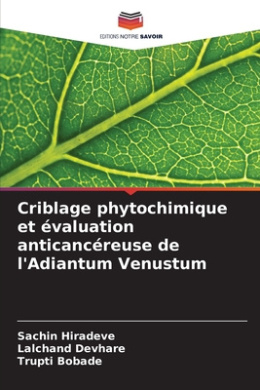 EDITIONS NOTRE SAVOIR
Criblage phytochimique
et évaluation
anticancéreuse de
l'Adiantum Venustum
Sachin Hiradeve
Lalchand Devhare
Trupti Bobade